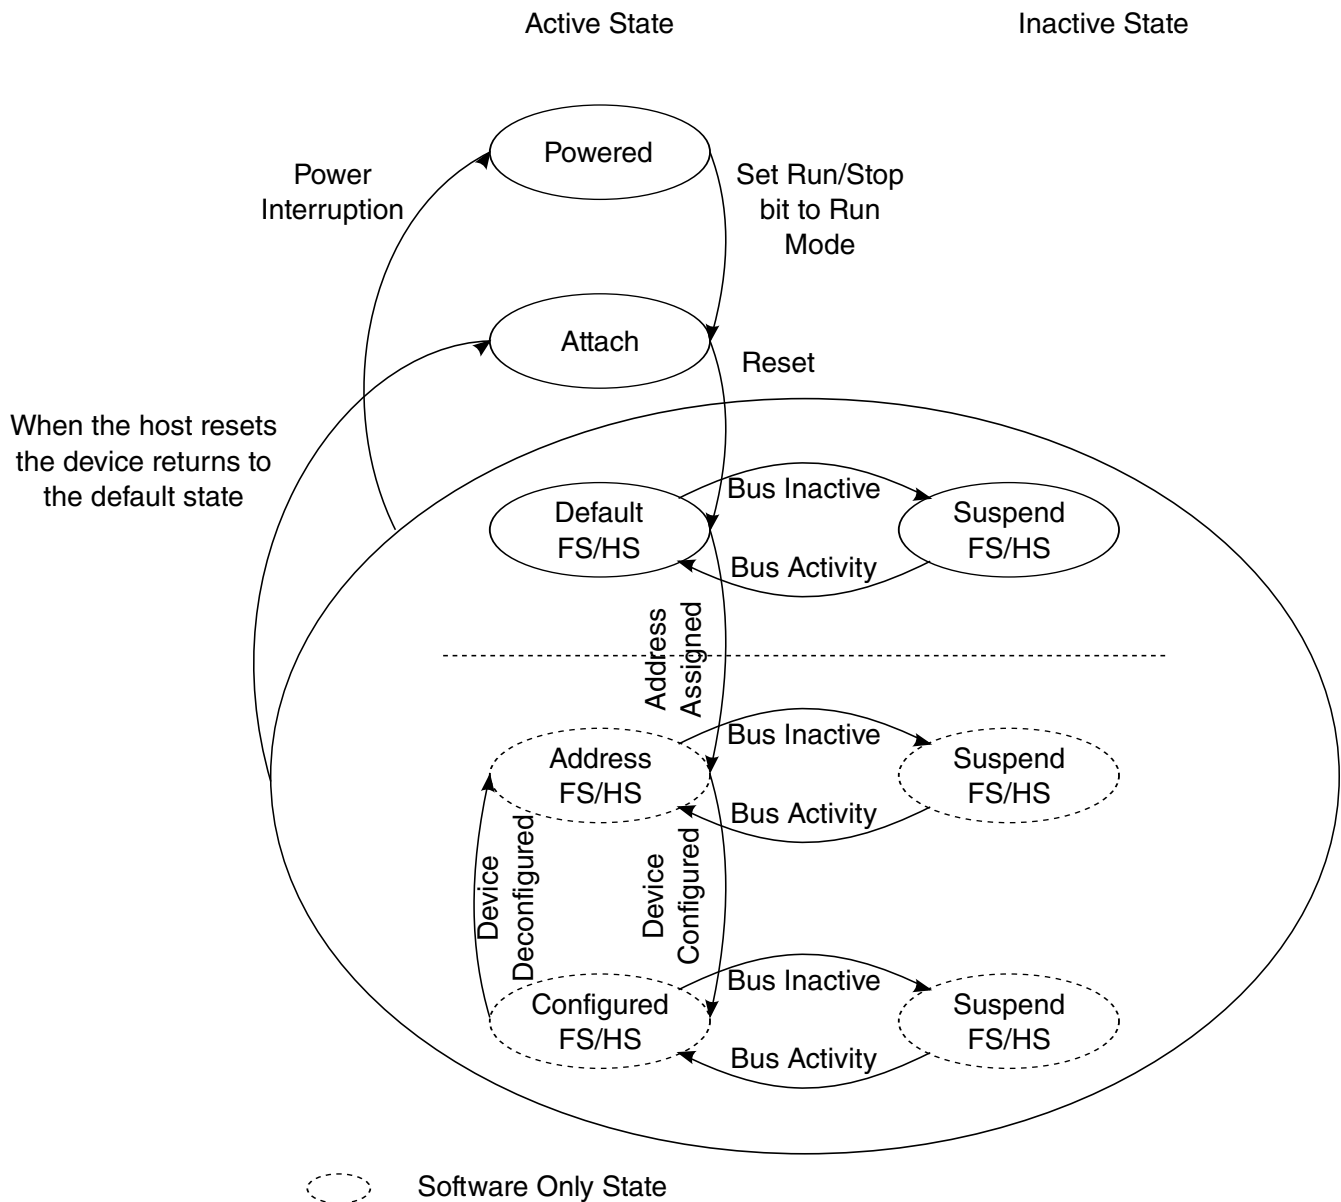 Active State
Inactive State
Powered
Power
Interruption
Set Run/Stop
bit to Run
Mode
Attach
Reset
When the host resets
the device returns to
the default state
Default
FS/HS
Bus Inactive
Bus Activity
Suspend
FS/HS
Address
Assigned
Address
FS/HS
Bus Inactive
Bus Activity
Suspend
FS/HS
Device
Deconfigured
Device
Configured
Configured
FS/HS
Bus Inactive
Bus Activity
Suspend
FS/HS
Software Only State